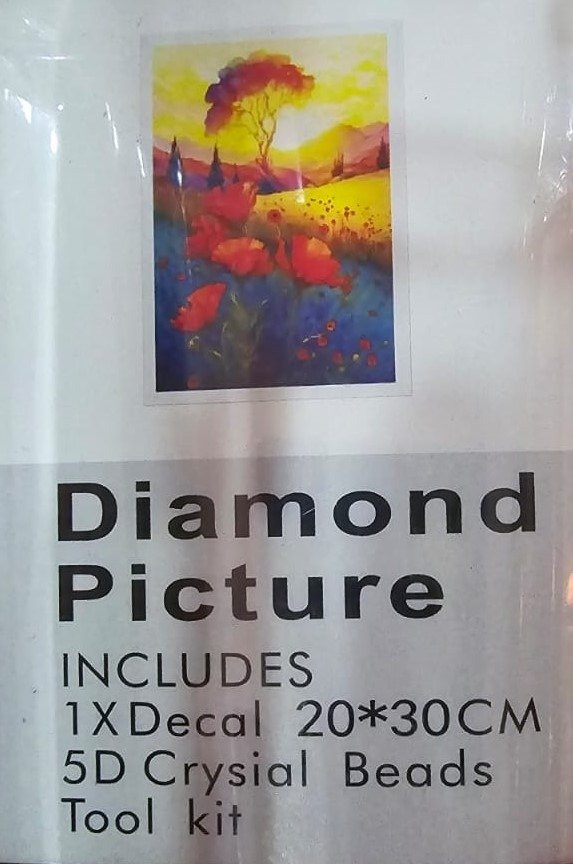 Diamond
Picture
INCLUDES
1XDecal 20*30CM
5D Crysial Beads
Tool kit